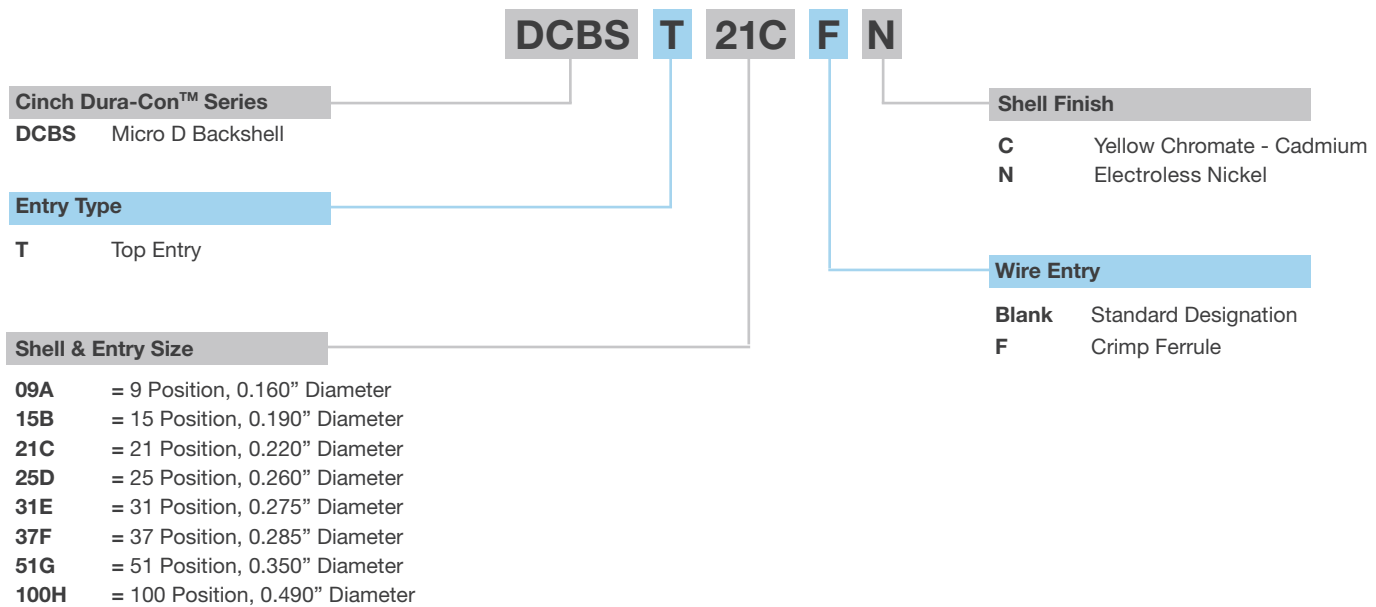 DCBS T 21C F N
Cinch Dura-Con™ Series
DCBS Micro D Backshell
Entry Type
T Top Entry
Shell & Entry Size
09A = 9 Position, 0.160” Diameter
15B = 15 Position, 0.190” Diameter
21C = 21 Position, 0.220” Diameter
25D = 25 Position, 0.260” Diameter
31E = 31 Position, 0.275” Diameter
37F = 37 Position, 0.285” Diameter
51G = 51 Position, 0.350” Diameter
100H = 100 Position, 0.490” Diameter
Shell Finish
C Yellow Chromate - Cadmium
N Electroless Nickel
Wire Entry
Blank Standard Designation
F Crimp Ferrule